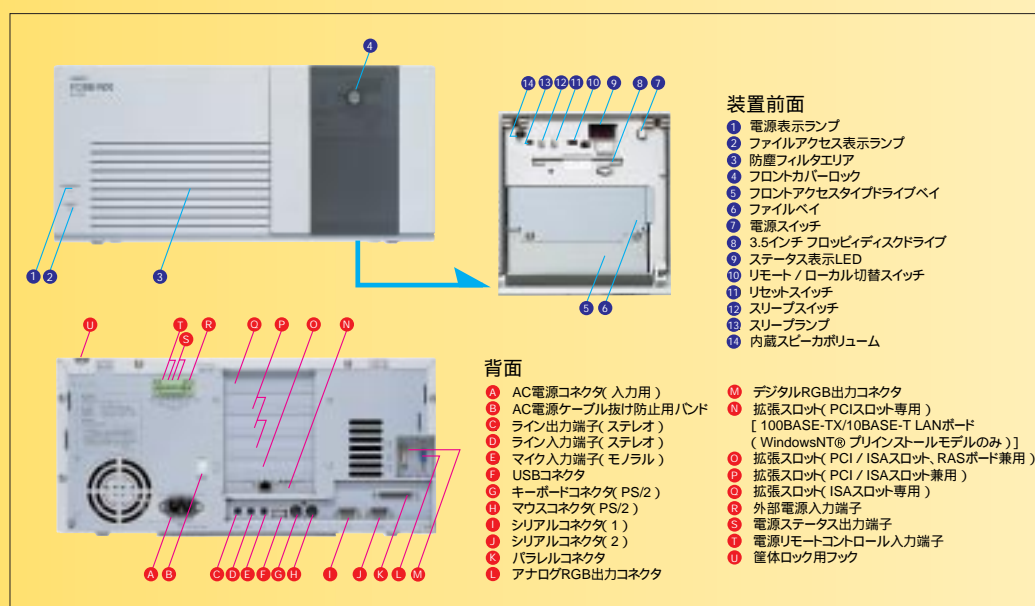 4
14 13 12 11 10 9 8 7
1 2 3
5 6
装置前面
1 電源表示ランプ
2 ファイルアクセス表示ランプ
3 防塵フィルタエリア
4 フロントカバーロック
5 フロントアクセスタイプドライブベイ
6 ファイルベイ
7 電源スイッチ
8 3.5インチ フロッピィディスクドライブ
9 ステータス表示LED
10 リモート / ローカル切替スイッチ
11 リセットスイッチ
12 スリープスイッチ
13 スリープランプ
14 内蔵スピーカボリューム
U T S R Q P O N
A B C D E F G H I J K L M
背面
A AC電源コネクタ( 入力用 )
B AC電源ケーブル抜け防止用バンド
C ライン出力端子( ステレオ )
D ライン入力端子( ステレオ )
E マイク入力端子( モノラル )
F USBコネクタ
G キーボードコネクタ( PS/2 )
H マウスコネクタ( PS/2 )
I シリアルコネクタ( 1 )
J シリアルコネクタ( 2 )
K パラレルコネクタ
L アナログRGB出力コネクタ
M デジタルRGB出力コネクタ
N 拡張スロット( PCIスロット専用 )
[ 100BASE-TX/10BASE-T LANボード
( WindowsNT® プリインストールモデルのみ ) ]
O 拡張スロット( PCI / ISAスロット、RASボード兼用 )
P 拡張スロット( PCI / ISAスロット兼用 )
Q 拡張スロット( ISAスロット専用 )
R 外部電源入力端子
S 電源ステータス出力端子
T 電源リモートコントロール入力端子
U 筐体ロック用フック